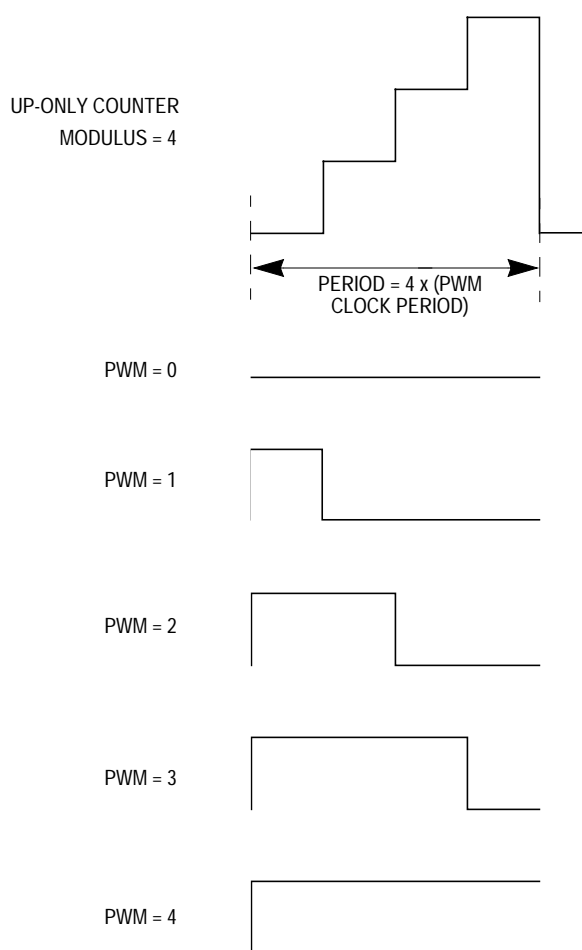 UP-ONLY COUNTER
MODULUS = 4
PERIOD = 4 x (PWM
CLOCK PERIOD)
PWM = 0
PWM = 1
PWM = 2
PWM = 3
PWM = 4